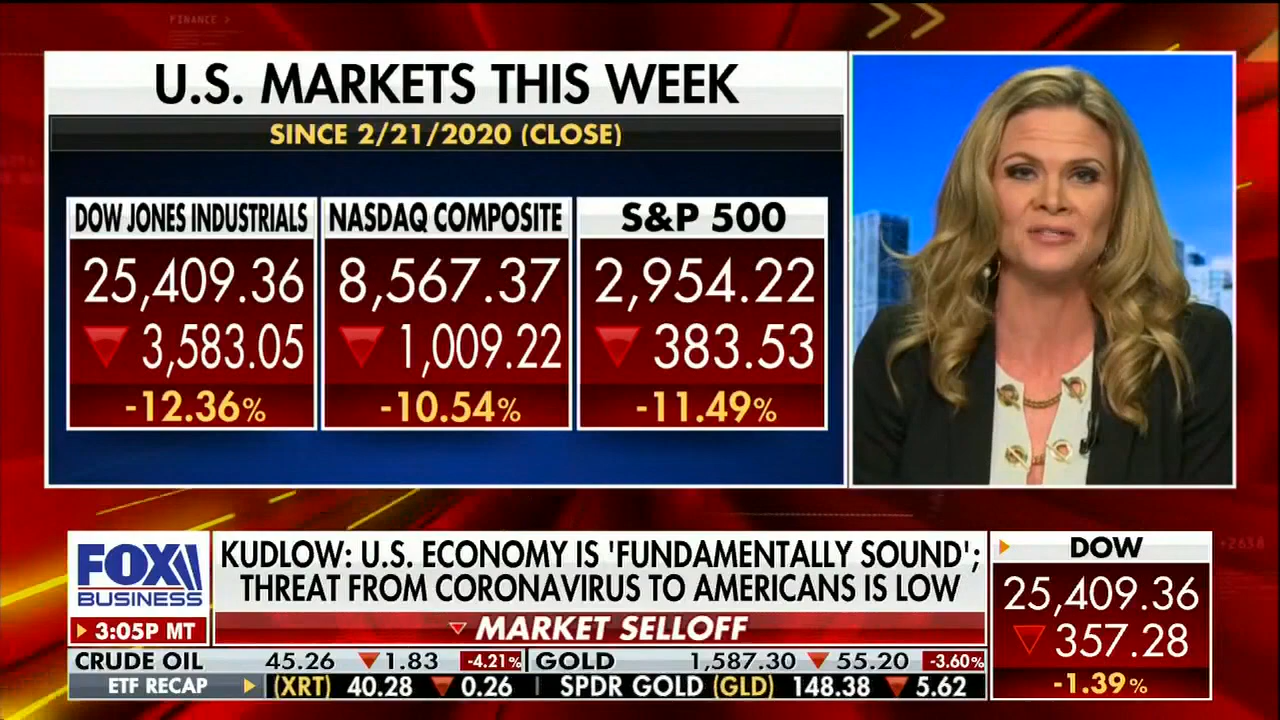 FINANCE >
U.S. MARKETS THIS WEEK
SINCE 2/21/2020 (CLOSE)
DOW JONES INDUSTRIALS
25,409.36
3,583.05
-12.36%
NASDAQ COMPOSITE
8,567.37
1,009.22
-10.54%
S&P 500
2,954.22
383.53
-11.49%
FOX
BUSINESS
3:05P MT
KUDLOW: U.S. ECONOMY IS 'FUNDAMENTALLY SOUND';
THREAT FROM CORONAVIRUS TO AMERICANS IS LOW
MARKET SELLOFF
DOW
25,409.36
357.28
-1.39%
CRUDE OIL 45.26 1.83 -4.21% GOLD 1,587.30 55.20 -3.60%
ETF RECAP (XRT) 40.28 0.26 SPDR GOLD (GLD) 148.38 5.62